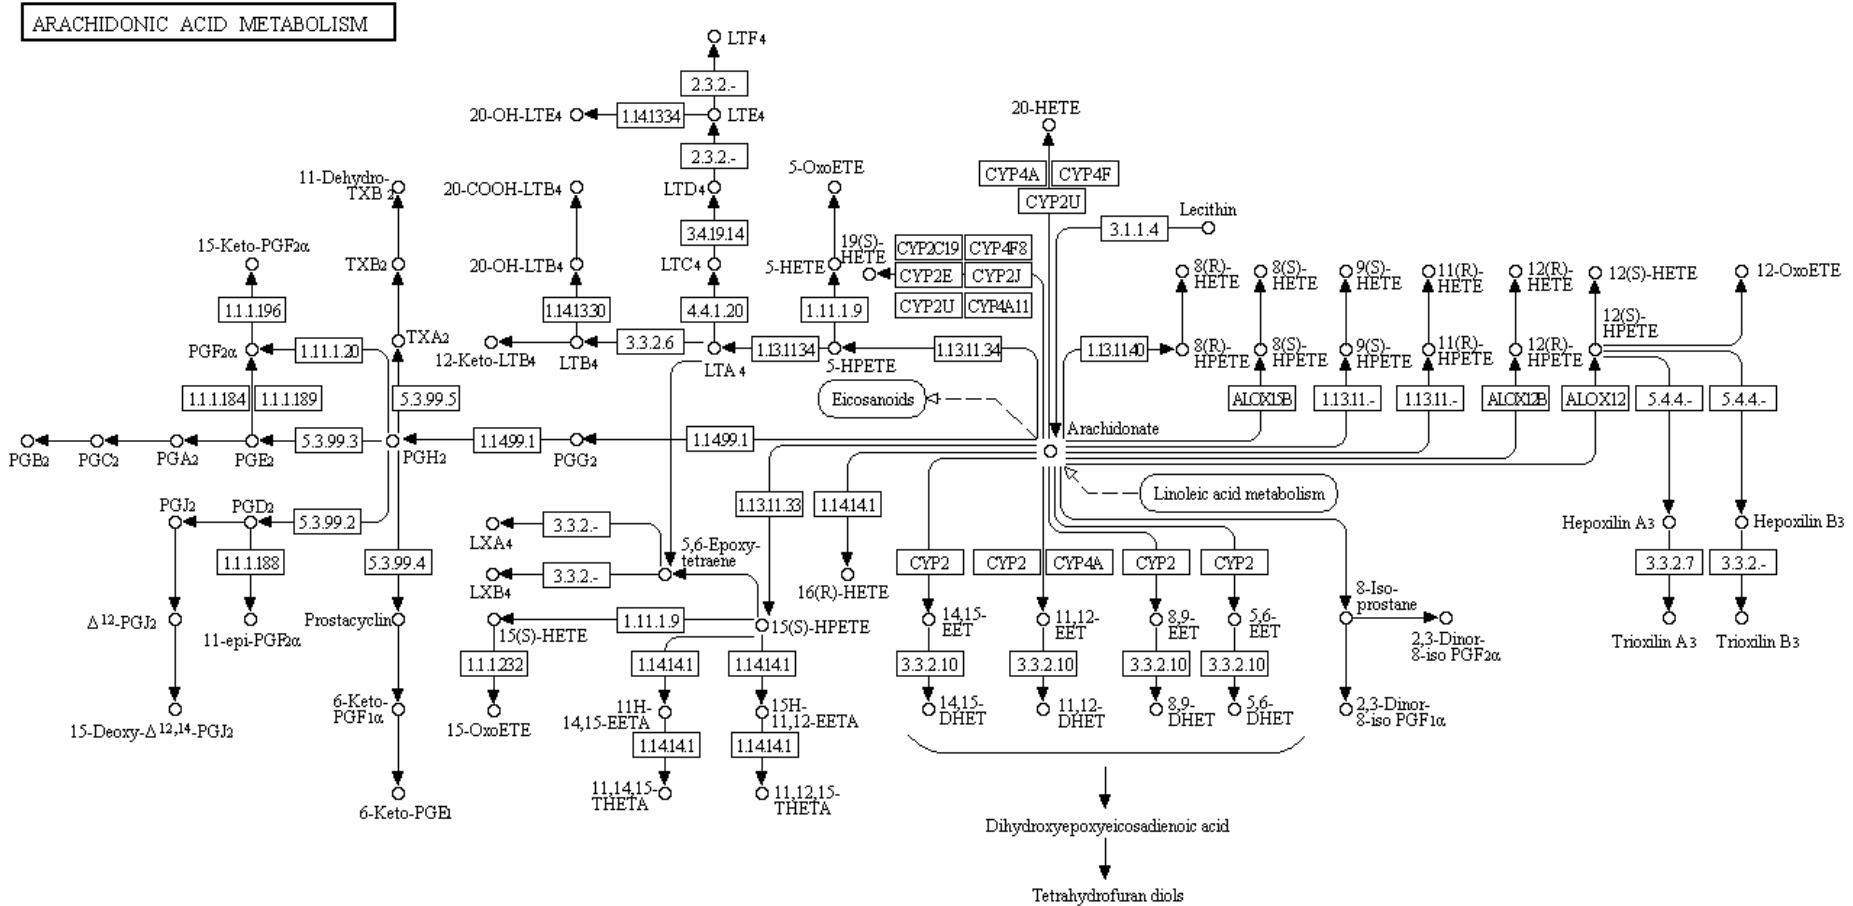 ARACHIDONIC ACID METABOLISM
LTF4
2.3.2.-
20-OH-LTE4
1.14.1334
LTE4
20-HETE
2.3.2.-
5-OxoETE
CYP4A
CYP4F
11-Dehydro-
TXB 2
20-COOH-LTB4
LTD4
CYP2U
Lecithin
3.1.1.4
15-Keto-PGF2α
3.4.19.14
19(S)-
HETE
CYP2C19
CYP4F8
TXB2
20-OH-LTB4
LTC4
5-HETE
CYP2E
CYP2J
8(R)-
HETE
8(S)-
HETE
9(S)-
HETE
11(R)-
HETE
12(R)-
HETE
12(S)-HETE
12-OxoETE
1.1.1.196
1.14.1330
4.4.1.20
1.11.1.9
CYP2U
CYP4A11
12(S)-
HPETE
PGF2α
1.11.1.20
TXA2
12-Keto-LTB4
LTB4
3.3.2.6
LTA 4
1.13.1134
5-HPETE
1.13.11.34
1.13.1140
8(R)-
HPETE
8(S)-
HPETE
9(S)-
HPETE
11(R)-
HPETE
12(R)-
HPETE
1.1.1.184
1.1.1.189
5.3.99.5
Eicosanoids
ALOX15B
1.13.11.-
1.13.11.-
ALOX12B
ALOX12
5.4.4.-
5.4.4.-
Arachidonate
PGB2
PGC2
PGA2
PGE2
5.3.99.3
PGH2
1.1499.1
PGG2
1.1499.1
Linoleic acid metabolism
PGJ2
PGD2
5.3.99.2
1.13.11.33
1.14.14.1
LXA4
3.3.2.-
Hepoxilin A3
Hepoxilin B3
1.1.1.188
5.3.99.4
5,6-Epoxy-
tetraene
CYP2
CYP2
CYP4A
CYP2
CYP2
3.3.2.7
3.3.2.-
LXB4
3.3.2.-
16(R)-HETE
8-Iso-
prostane
Δ12-PGJ2
11-epi-PGF2α
Prostacyclin
15(S)-HETE
1.11.1.9
15(S)-HPETE
14,15-
EET
11,12-
EET
8,9-
EET
5,6-
EET
2,3-Dinor-
8-iso PGF2α
Trioxilin A3
Trioxilin B3
1.1.1.232
1.14.14.1
1.14.14.1
3.3.2.10
3.3.2.10
3.3.2.10
3.3.2.10
15-Deoxy-Δ12,14-PGJ2
6-Keto-
PGF1α
15-OxoETE
11H-
14,15-EETA
15H-
11,12-EETA
14,15-
DHET
11,12-
DHET
8,9-
DHET
5,6-
DHET
2,3-Dinor-
8-iso PGF1α
1.14.14.1
1.14.14.1
6-Keto-PGE1
11,14,15-
THETA
11,12,15-
THETA
Dihydroxyepoxyeicosadienoic acid
Tetrahydrofuran diols